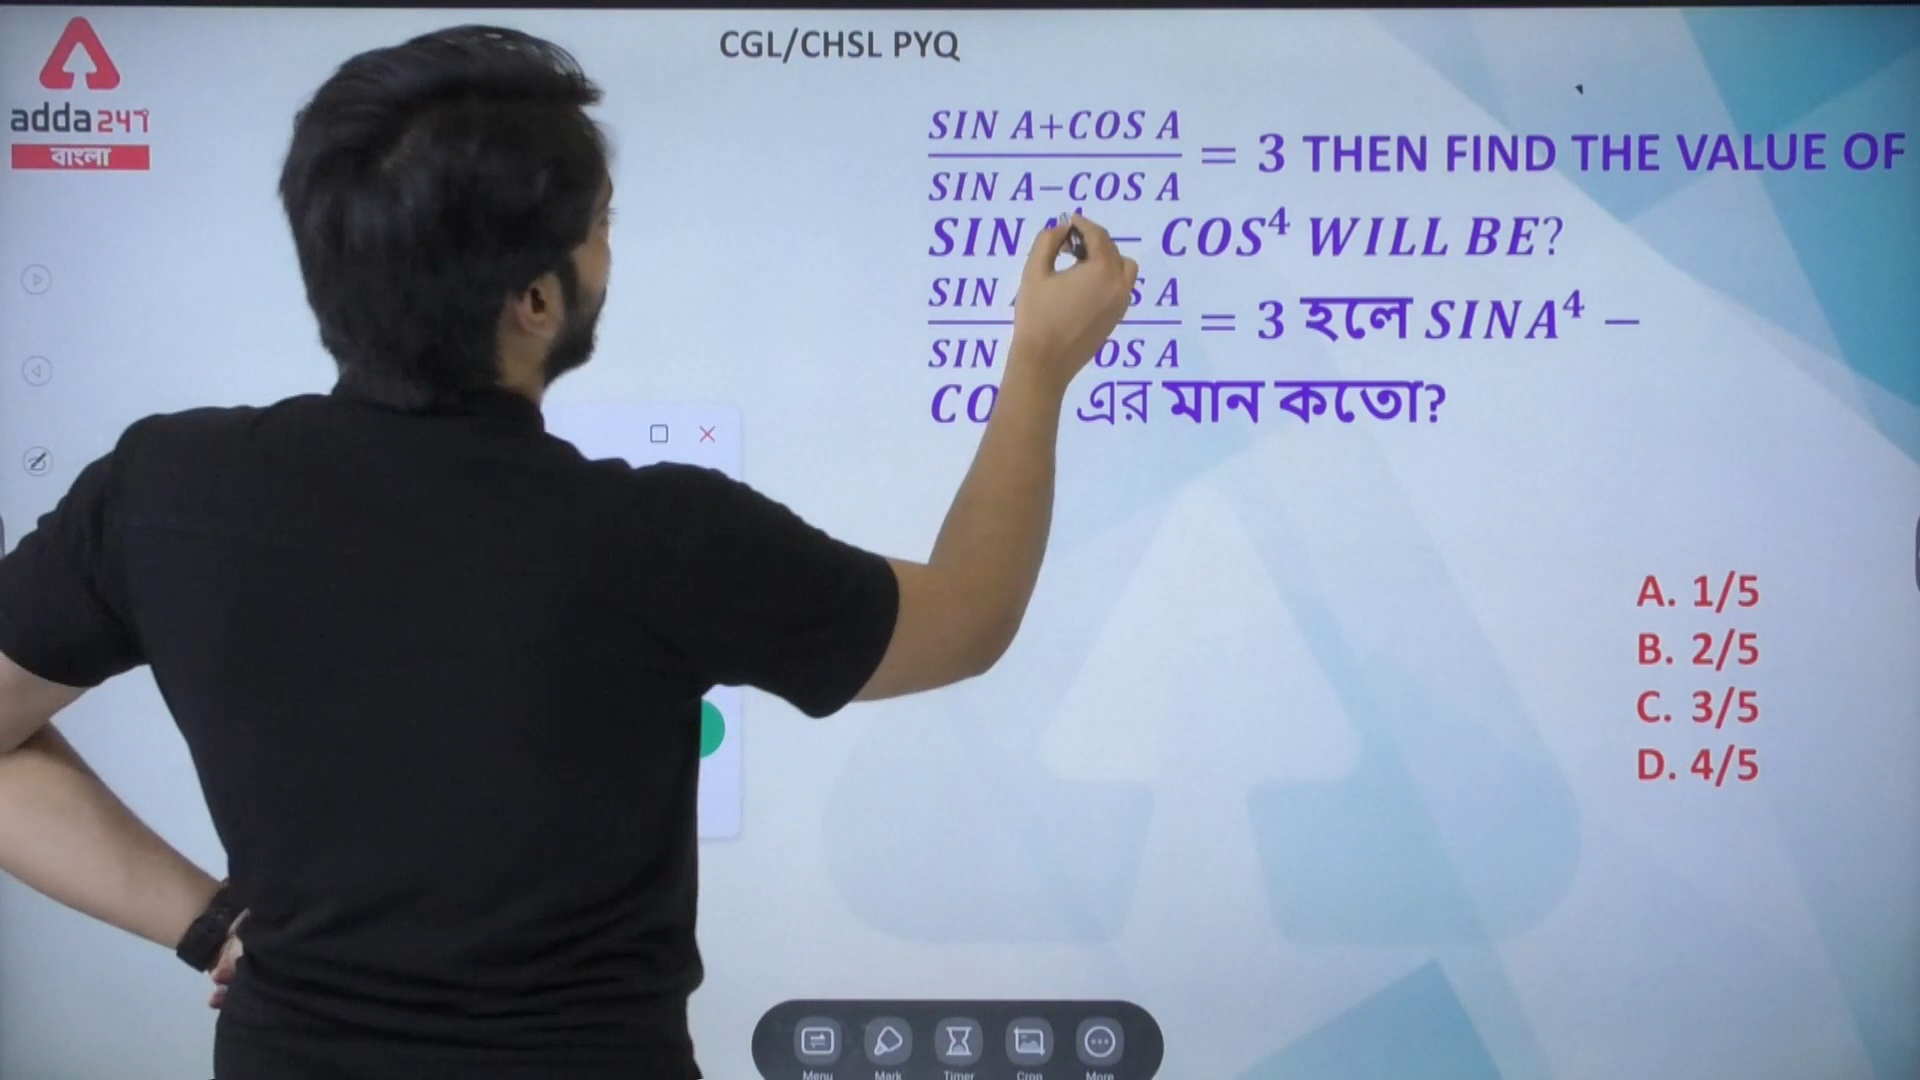 adda247
বাংলা
CGL/CHSL PYQ
SIN A+COS A
SIN A−COS A
= 3 THEN FIND THE VALUE OF
SIN − COS⁴ WILL BE?
SIN S A
SIN OS A
= 3 হলে SINA⁴ −
CO এর মান কতো?
A. 1/5
B. 2/5
C. 3/5
D. 4/5
Menu Mark Timer Crop More